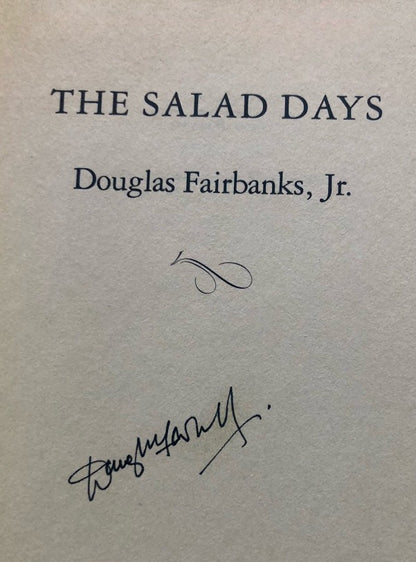 THE SALAD DAYS
Douglas Fairbanks, Jr.